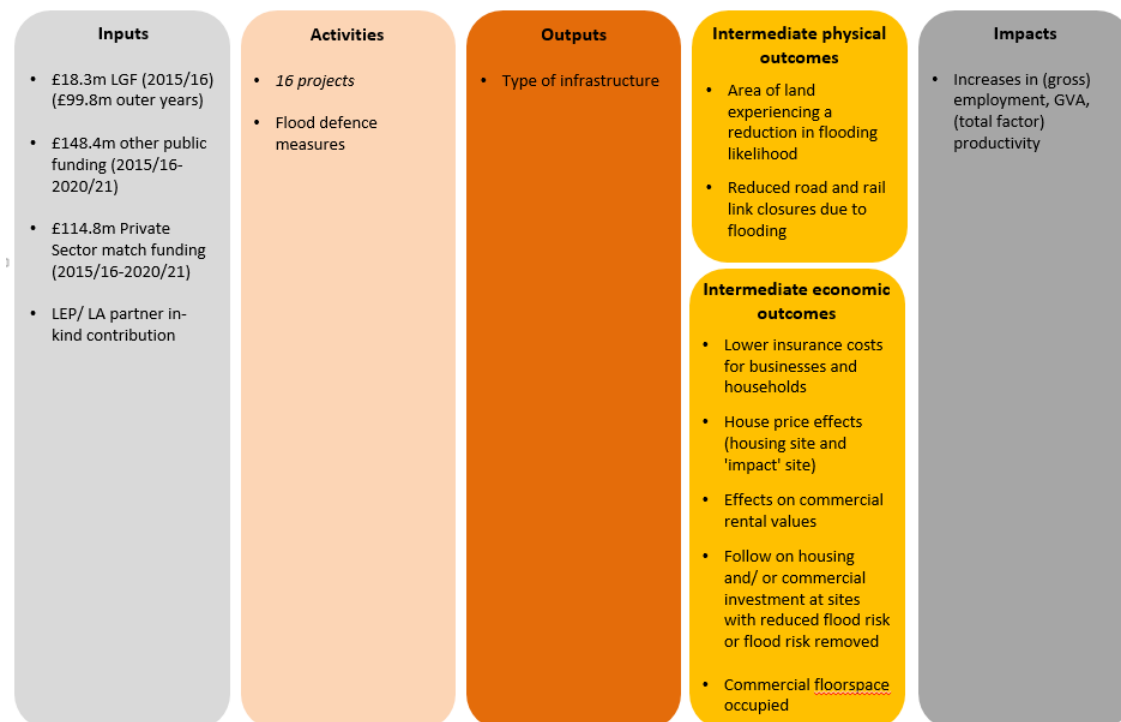 Inputs
• £18.3m LGF (2015/16)
(£99.8m outer years)
• £148.4m other public
funding (2015/16-
2020/21)
• £114.8m Private
Sector match funding
(2015/16-2020/21)
• LEP/ LA partner in-
kind contribution
Activities
• 16 projects
• Flood defence
measures
Outputs
• Type of infrastructure
Intermediate physical
outcomes
• Area of land
experiencing a
reduction in flooding
likelihood
• Reduced road and rail
link closures due to
flooding
Intermediate economic
outcomes
• Lower insurance costs
for businesses and
households
• House price effects
(housing site and
'impact' site)
• Effects on commercial
rental values
• Follow on housing
and/ or commercial
investment at sites
with reduced flood risk
or flood risk removed
• Commercial floorspace
occupied
Impacts
• Increases in (gross)
employment, GVA,
(total factor)
productivity